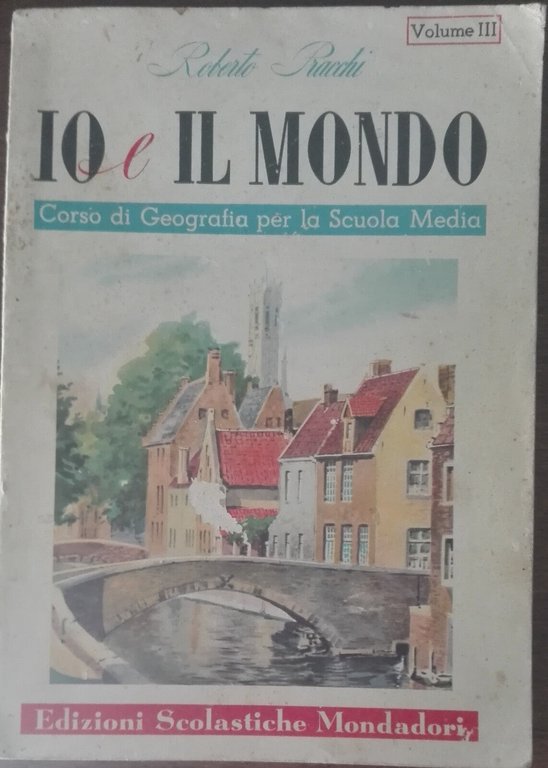 Volume III
Roberto Pracchi
IO e IL MONDO
Corso di Geografia per la Scuola Media
Edizioni Scolastiche Mondadori